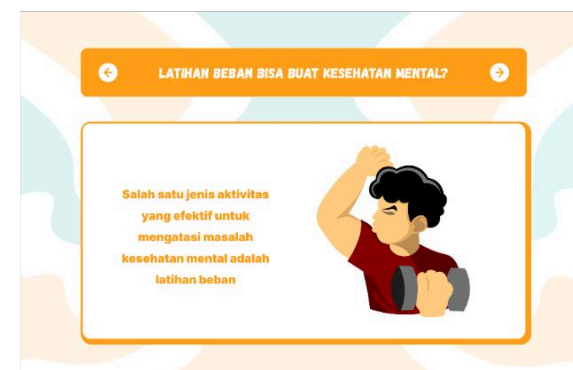 LATIHAN BEBAN BISA BUAT KESEHATAN MENTAL?
Salah satu jenis aktivitas
yang efektif untuk
mengatasi masalah
kesehatan mental adalah
latihan beban